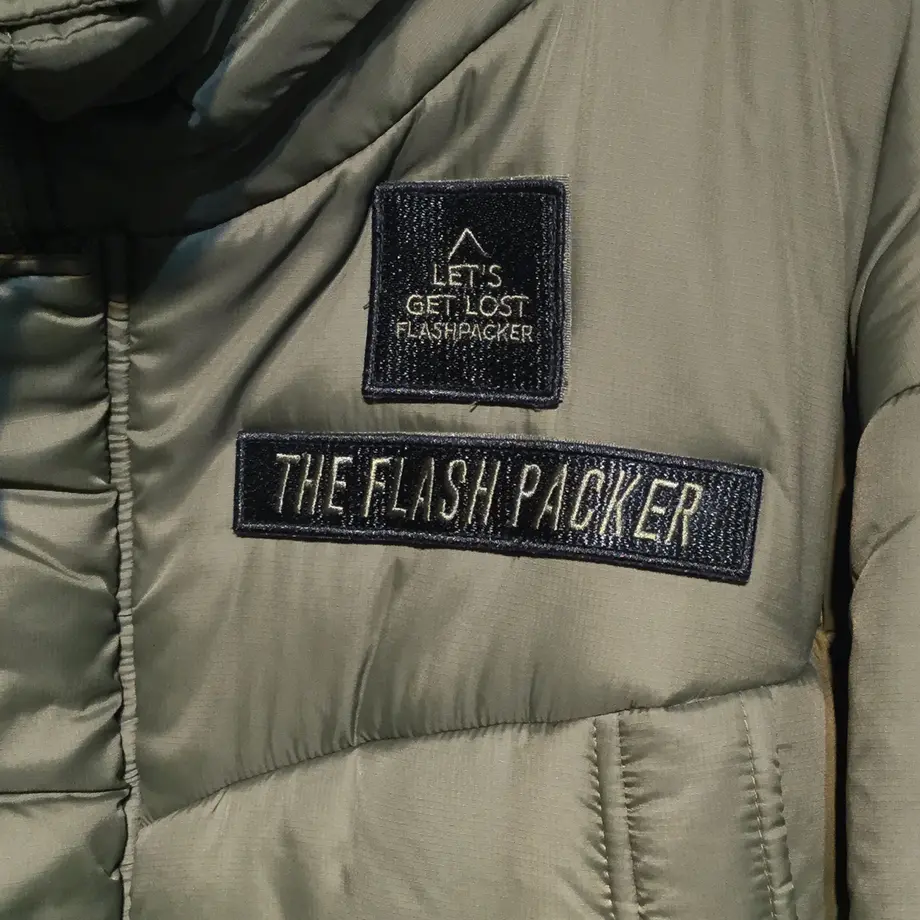 LET'S
GET LOST
FLASHPACKER
THE FLASH PACKER